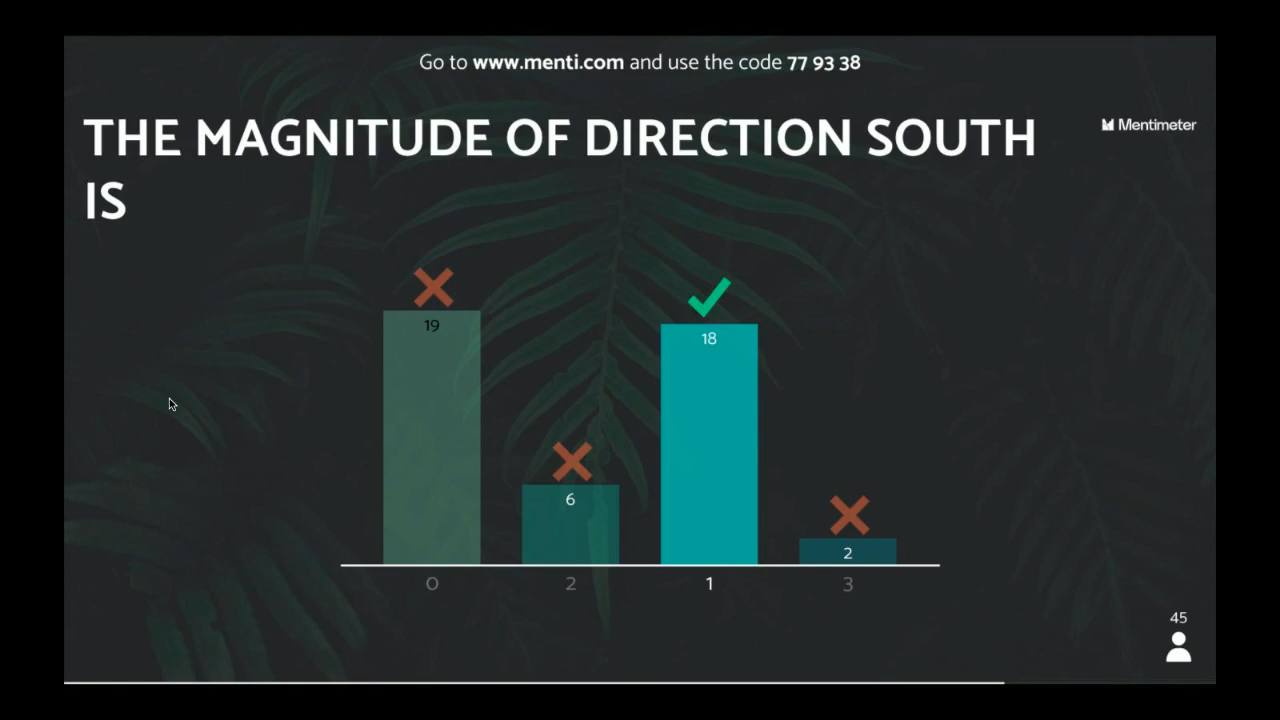 Go to www.menti.com and use the code 77 93 38
THE MAGNITUDE OF DIRECTION SOUTH
IS
Mentimeter
19
6
18
2
0
2
1
3
45